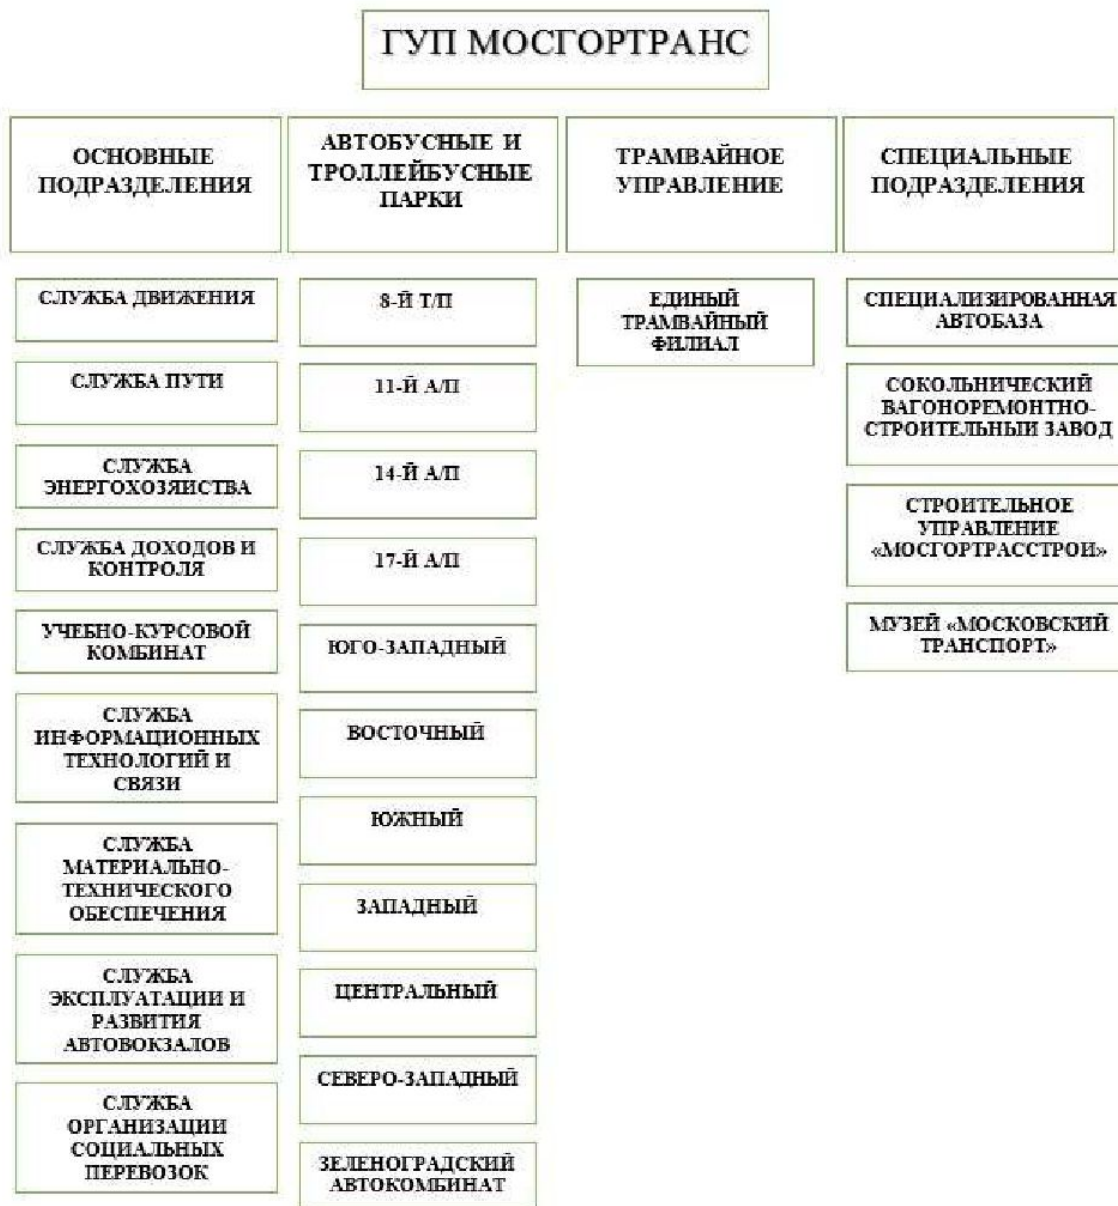 ГУП МОСГОРТРАНС
ОСНОВНЫЕ
ПОДРАЗДЕЛЕНИЯ
СЛУЖБА ДВИЖЕНИЯ
СЛУЖБА ПУТИ
СЛУЖБА
ЭНЕРГОХОЗЯИСТВА
СЛУЖБА ДОХОДОВ И
КОНТРОЛЯ
УЧЕБНО-КУРСОВОЙ
КОМБИНАТ
СЛУЖБА
ИНФОРМАЦИОННЫХ
ТЕХНОЛОГИЙ И
СВЯЗИ
СЛУЖБА
МАТЕРИАЛЬНО-
ТЕХНИЧЕСКОГО
ОБЕСПЕЧЕНИЯ
СЛУЖБА
ЭКСПЛУАТАЦИИ И
РАЗВИТИЯ
АВТОВОКЗАЛОВ
СЛУЖБА
ОРГАНИЗАЦИИ
СОЦИАЛЬНЫХ
ПЕРЕВОЗОК
АВТОБУСНЫЕ И
ТРОЛЛЕЙБУСНЫЕ
ПАРКИ
8-Й Т/П
11-Й А/П
14-Й А/П
17-Й А/П
ЮГО-ЗАПАДНЫЙ
ВОСТОЧНЫЙ
ЮЖНЫЙ
ЗАПАДНЫЙ
ЦЕНТРАЛЬНЫЙ
СЕВЕРО-ЗАПАДНЫЙ
ЗЕЛЕНОГРАДСКИЙ
АВТОКОМБИНАТ
ТРАМВАЙНОЕ
УПРАВЛЕНИЕ
ЕДИНЫЙ
ТРАМВАЙНЫЙ
ФИЛИАЛ
СПЕЦИАЛЬНЫЕ
ПОДРАЗДЕЛЕНИЯ
СПЕЦИАЛИЗИРОВАННАЯ
АВТОБАЗА
СОКОЛЬНИЧЕСКИЙ
ВАГОНОРЕМОНТНО-
СТРОИТЕЛЬНЫЙ ЗАВОД
СТРОИТЕЛЬНОЕ
УПРАВЛЕНИЕ
«МОСГОРТРАССТРОИ»
МУЗЕЙ «МОСКОВСКИЙ
ТРАНСПОРТ»